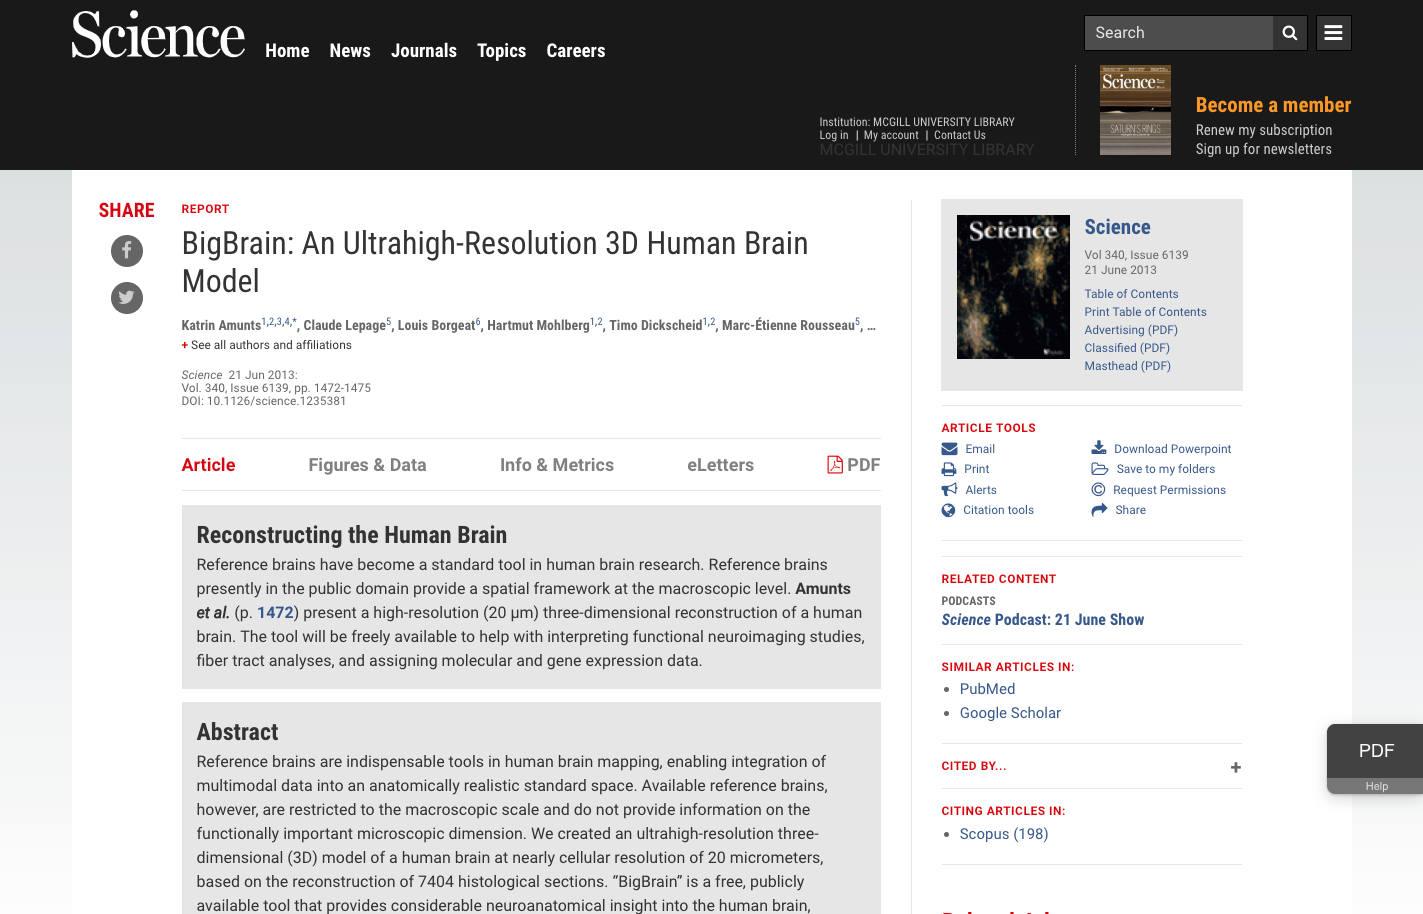 Science
Home News Journals Topics Careers
Search
Institution: MCGILL UNIVERSITY LIBRARY
Log in | My account | Contact Us
MCGILL UNIVERSITY LIBRARY
Science
SATURN'S RINGS
Become a member
Renew my subscription
Sign up for newsletters
SHARE
REPORT
BigBrain: An Ultrahigh-Resolution 3D Human Brain
Model
Katrin Amunts1,2,3,4,*, Claude Lepage5, Louis Borgeat6, Hartmut Mohlberg1,2, Timo Dickscheid1,2, Marc-Étienne Rousseau5, ...
+ See all authors and affiliations
Science 21 Jun 2013:
Vol. 340, Issue 6139, pp. 1472-1475
DOI: 10.1126/science.1235381
Article Figures & Data Info & Metrics eLetters PDF
Reconstructing the Human Brain
Reference brains have become a standard tool in human brain research. Reference brains
presently in the public domain provide a spatial framework at the macroscopic level. Amunts
et al. (p. 1472) present a high-resolution (20 μm) three-dimensional reconstruction of a human
brain. The tool will be freely available to help with interpreting functional neuroimaging studies,
fiber tract analyses, and assigning molecular and gene expression data.
Abstract
Reference brains are indispensable tools in human brain mapping, enabling integration of
multimodal data into an anatomically realistic standard space. Available reference brains,
however, are restricted to the macroscopic scale and do not provide information on the
functionally important microscopic dimension. We created an ultrahigh-resolution three-
dimensional (3D) model of a human brain at nearly cellular resolution of 20 micrometers,
based on the reconstruction of 7404 histological sections. “BigBrain” is a free, publicly
available tool that provides considerable neuroanatomical insight into the human brain,
Science
Science
Vol 340, Issue 6139
21 June 2013
Table of Contents
Print Table of Contents
Advertising (PDF)
Classified (PDF)
Masthead (PDF)
ARTICLE TOOLS
Email Download Powerpoint
Print Save to my folders
Alerts Request Permissions
Citation tools Share
RELATED CONTENT
PODCASTS
Science Podcast: 21 June Show
SIMILAR ARTICLES IN:
• PubMed
• Google Scholar
CITED BY... +
CITING ARTICLES IN:
• Scopus (198)
PDF
Help